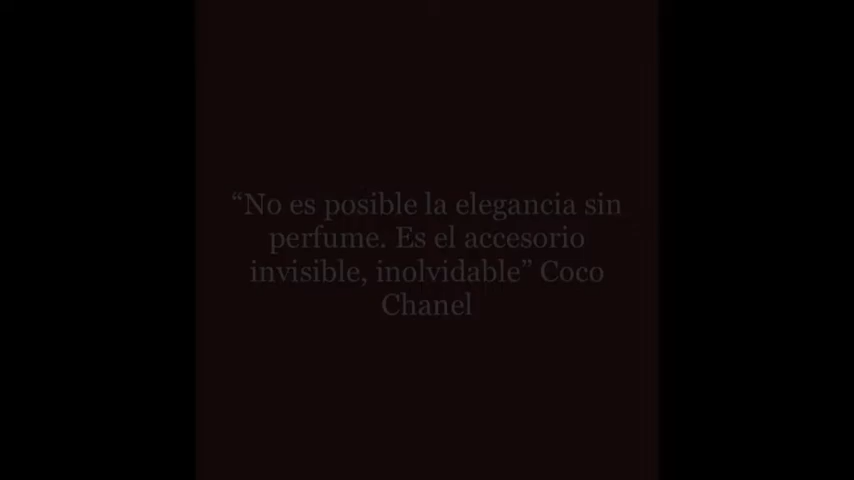 “No es posible la elegancia sin
perfume. Es el accesorio
invisible, inolvidable” Coco
Chanel